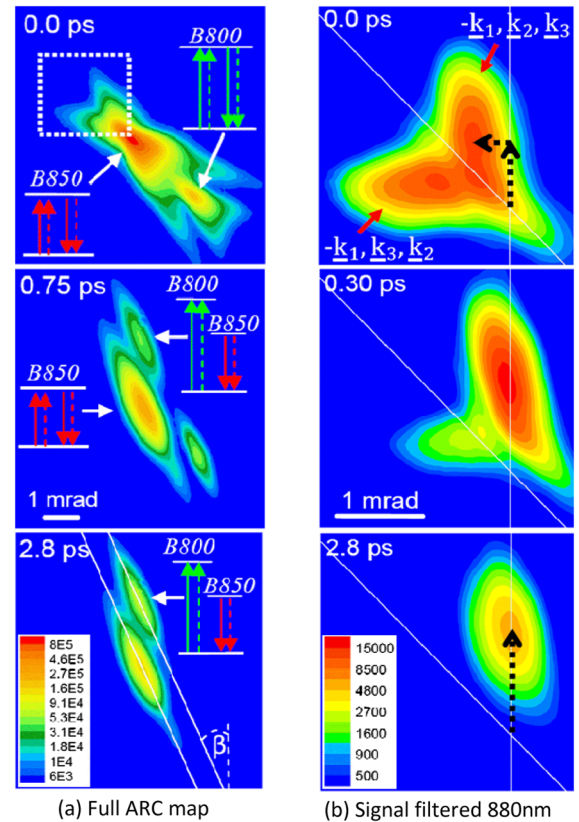 0.0 ps
B800
B850
0.75 ps
B800
B850
B850
1 mrad
2.8 ps
B800
B850
8E5
4.6E5
2.7E5
1.6E5
9.1E4
5.3E4
3.1E4
1.8E4
1E4
6E3
β
(a) Full ARC map
0.0 ps
-k1, k2, k3
-k1, k3, k2
0.30 ps
1 mrad
2.8 ps
15000
8500
4800
2700
1600
900
500
(b) Signal filtered 880nm